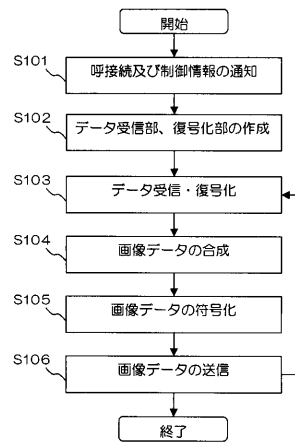 開始
S101
呼接続及び制御情報の通知
S102
データ受信部、復号化部の作成
S103
データ受信・復号化
S104
画像データの合成
S105
画像データの符号化
S106
画像データの送信
終了